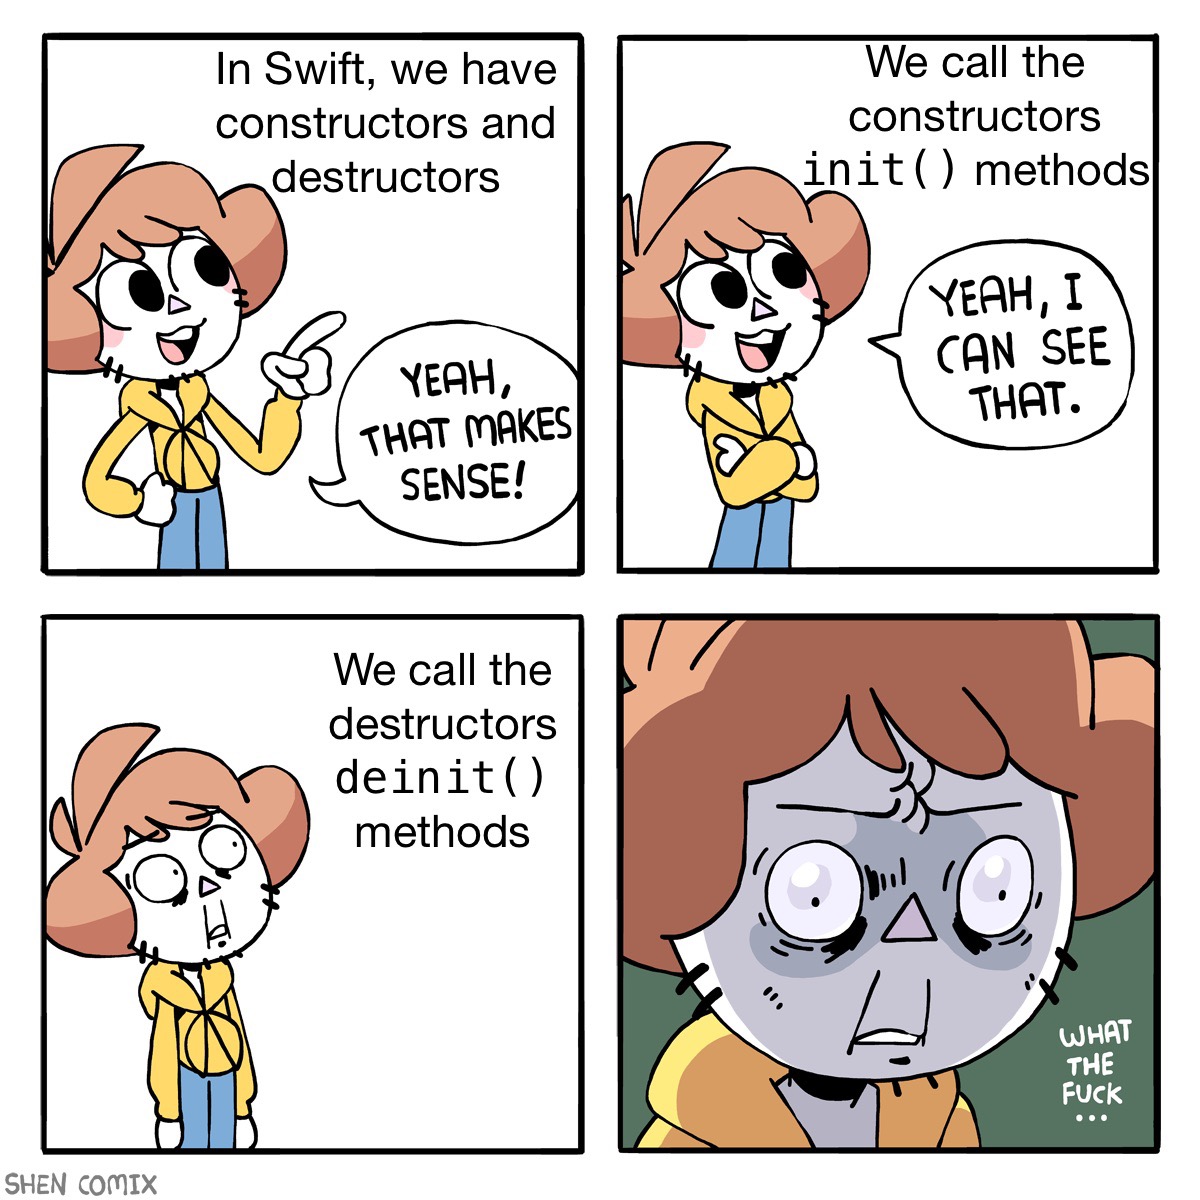 In Swift, we have
constructors and
destructors
YEAH,
THAT MAKES
SENSE!
We call the
constructors
init() methods
YEAH, I
CAN SEE
THAT.
We call the
destructors
deinit()
methods
WHAT
THE
FUCK
...
SHEN COMIX